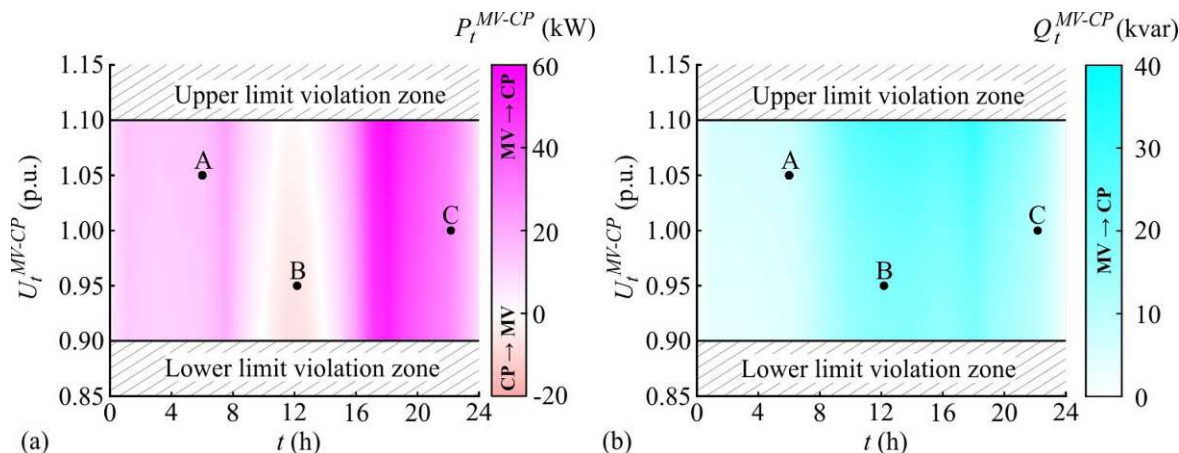 P_t^{MV-CP} (kW)
1.15
1.10
1.05
1.00
0.95
0.90
0.85
U_t^{MV-CP} (p.u.)
Upper limit violation zone
A
B
C
Lower limit violation zone
0 4 8 12 16 20 24
t (h)
(a)
60
40
20
0
-20
MV → CP
CP → MV
Q_t^{MV-CP} (kvar)
1.15
1.10
1.05
1.00
0.95
0.90
0.85
U_t^{MV-CP} (p.u.)
Upper limit violation zone
A
B
C
Lower limit violation zone
0 4 8 12 16 20 24
t (h)
(b)
40
30
20
10
0
MV → CP